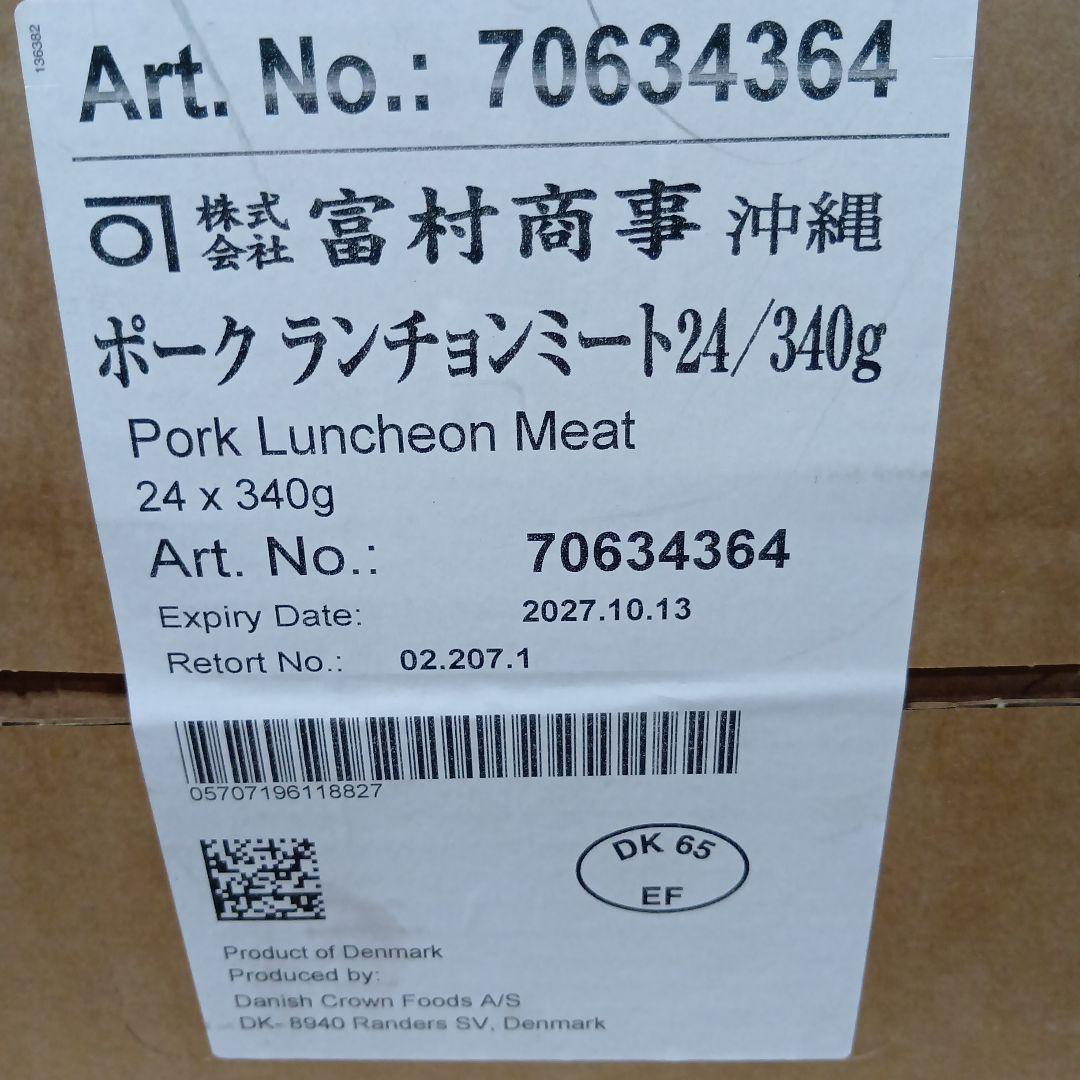 136382
Art. No.: 70634364
株式会社 富村商事 沖縄
ポーク ランチョンミート24/340g
Pork Luncheon Meat
24 x 340g
Art. No.: 70634364
Expiry Date: 2027.10.13
Retort No.: 02.207.1
05707196118827
DK 65
EF
Product of Denmark
Produced by:
Danish Crown Foods A/S
DK- 8940 Randers SV, Denmark